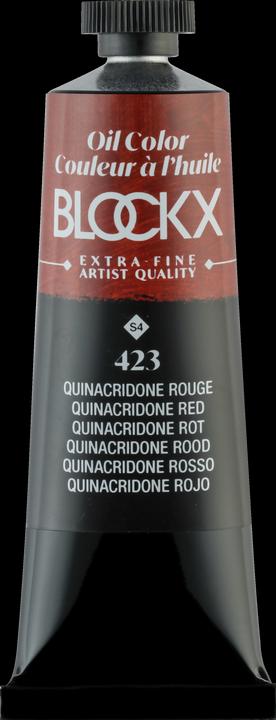 Oil Color
Couleur à l'huile
BLOCKX
EXTRA-FINE
ARTIST QUALITY
S4
423
QUINACRIDONE ROUGE
QUINACRIDONE RED
QUINACRIDONE ROT
QUINACRIDONE ROOD
QUINACRIDONE ROSSO
QUINACRIDONE ROJO